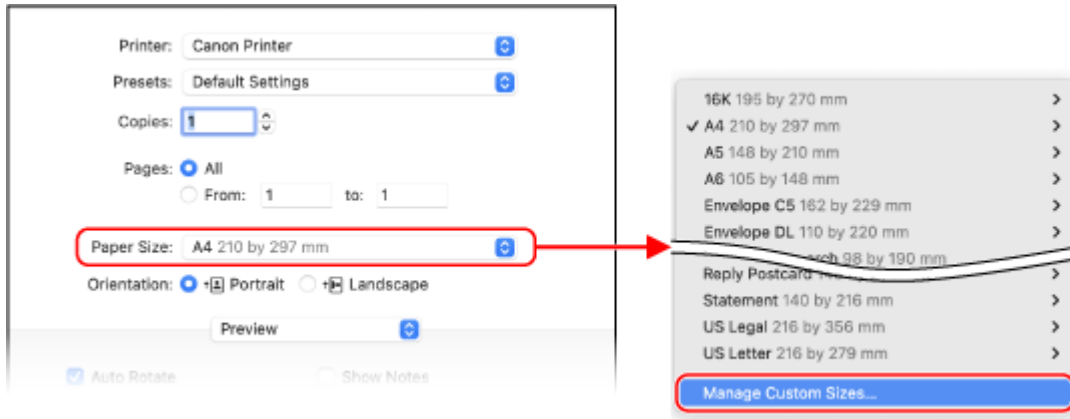 Printer: Canon Printer
Presets: Default Settings
Copies: 1
Pages: All
From: 1 to: 1
Paper Size: A4 210 by 297 mm
Orientation: Portrait Landscape
Preview
Auto Rotate Show Notes
16K 195 by 270 mm
A4 210 by 297 mm
A5 148 by 210 mm
A6 105 by 148 mm
Envelope C5 162 by 229 mm
Envelope DL 110 by 220 mm
98 by 190 mm
Reply Postcard
Statement 140 by 216 mm
US Legal 216 by 356 mm
US Letter 216 by 279 mm
Manage Custom Sizes...